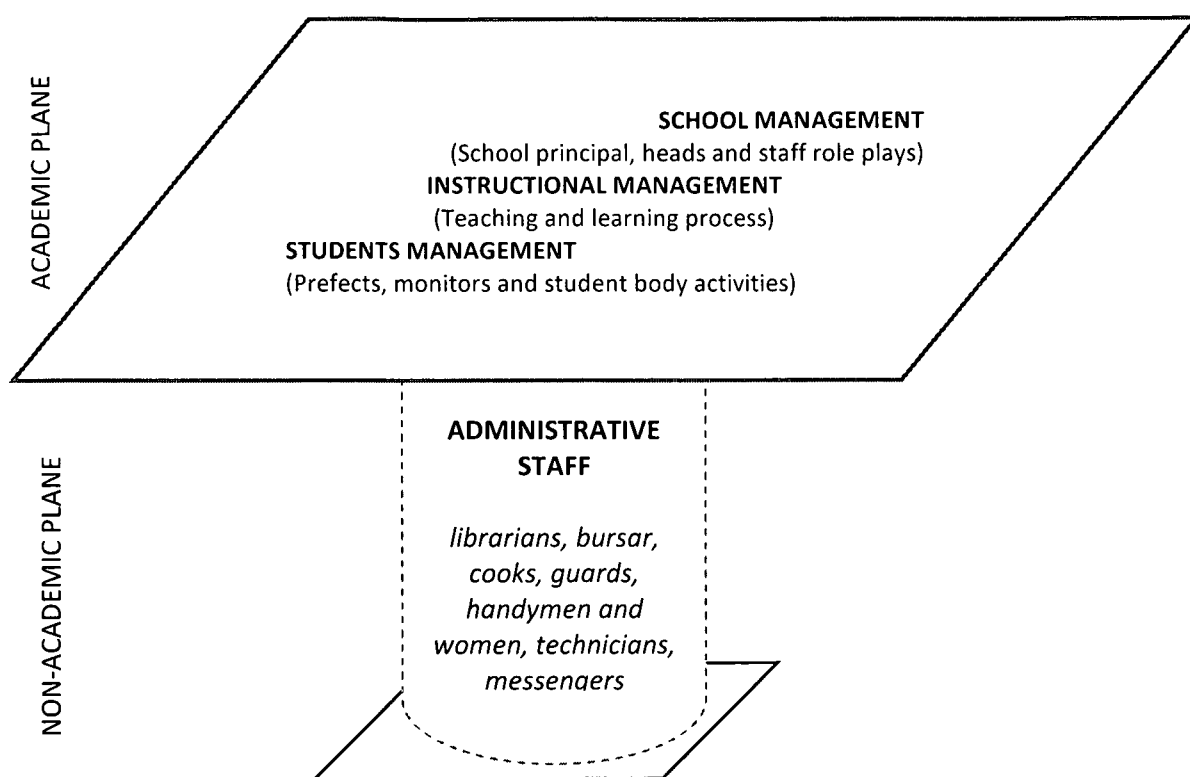 ACADEMIC PLANE
SCHOOL MANAGEMENT
(School principal, heads and staff role plays)
INSTRUCTIONAL MANAGEMENT
(Teaching and learning process)
STUDENTS MANAGEMENT
(Prefects, monitors and student body activities)
NON-ACADEMIC PLANE
ADMINISTRATIVE
STAFF
librarians, bursar,
cooks, guards,
handymen and
women, technicians,
messengers